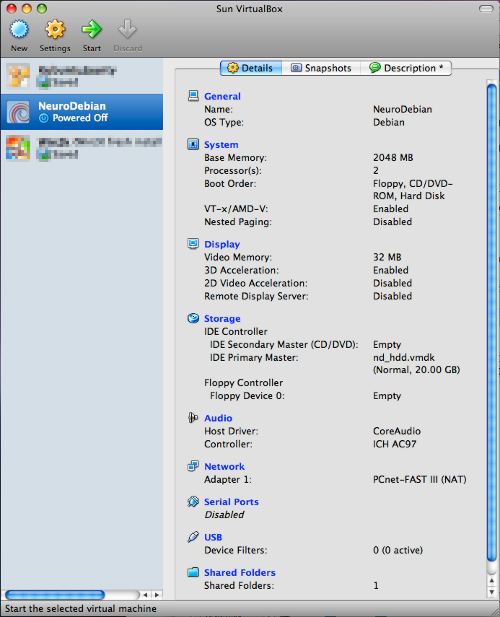 Sun VirtualBox
New Settings Start Discard
Details Snapshots Description *
NeuroDebian
Powered Off
General
Name: NeuroDebian
OS Type: Debian
System
Base Memory: 2048 MB
Processor(s): 2
Boot Order: Floppy, CD/DVD-
ROM, Hard Disk
VT-x/AMD-V: Enabled
Nested Paging: Disabled
Display
Video Memory: 32 MB
3D Acceleration: Enabled
2D Video Acceleration: Disabled
Remote Display Server: Disabled
Storage
IDE Controller
IDE Secondary Master (CD/DVD): Empty
IDE Primary Master: nd_hdd.vmdk
(Normal, 20.00 GB)
Floppy Controller
Floppy Device 0: Empty
Audio
Host Driver: CoreAudio
Controller: ICH AC97
Network
Adapter 1: PCnet-FAST III (NAT)
Serial Ports
Disabled
USB
Device Filters: 0 (0 active)
Shared Folders
Shared Folders: 1
Start the selected virtual machine